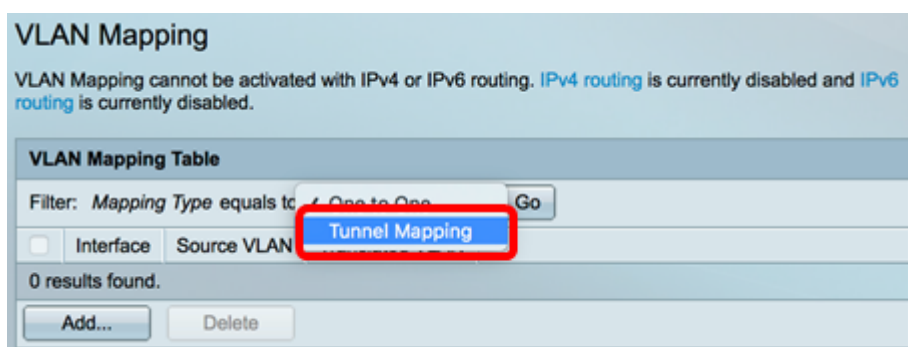 VLAN Mapping
VLAN Mapping cannot be activated with IPv4 or IPv6 routing. IPv4 routing is currently disabled and IPv6
routing is currently disabled.
VLAN Mapping Table
Filter: Mapping Type equals to ✓ One to One Go
Tunnel Mapping
Interface Source VLAN
0 results found.
Add... Delete